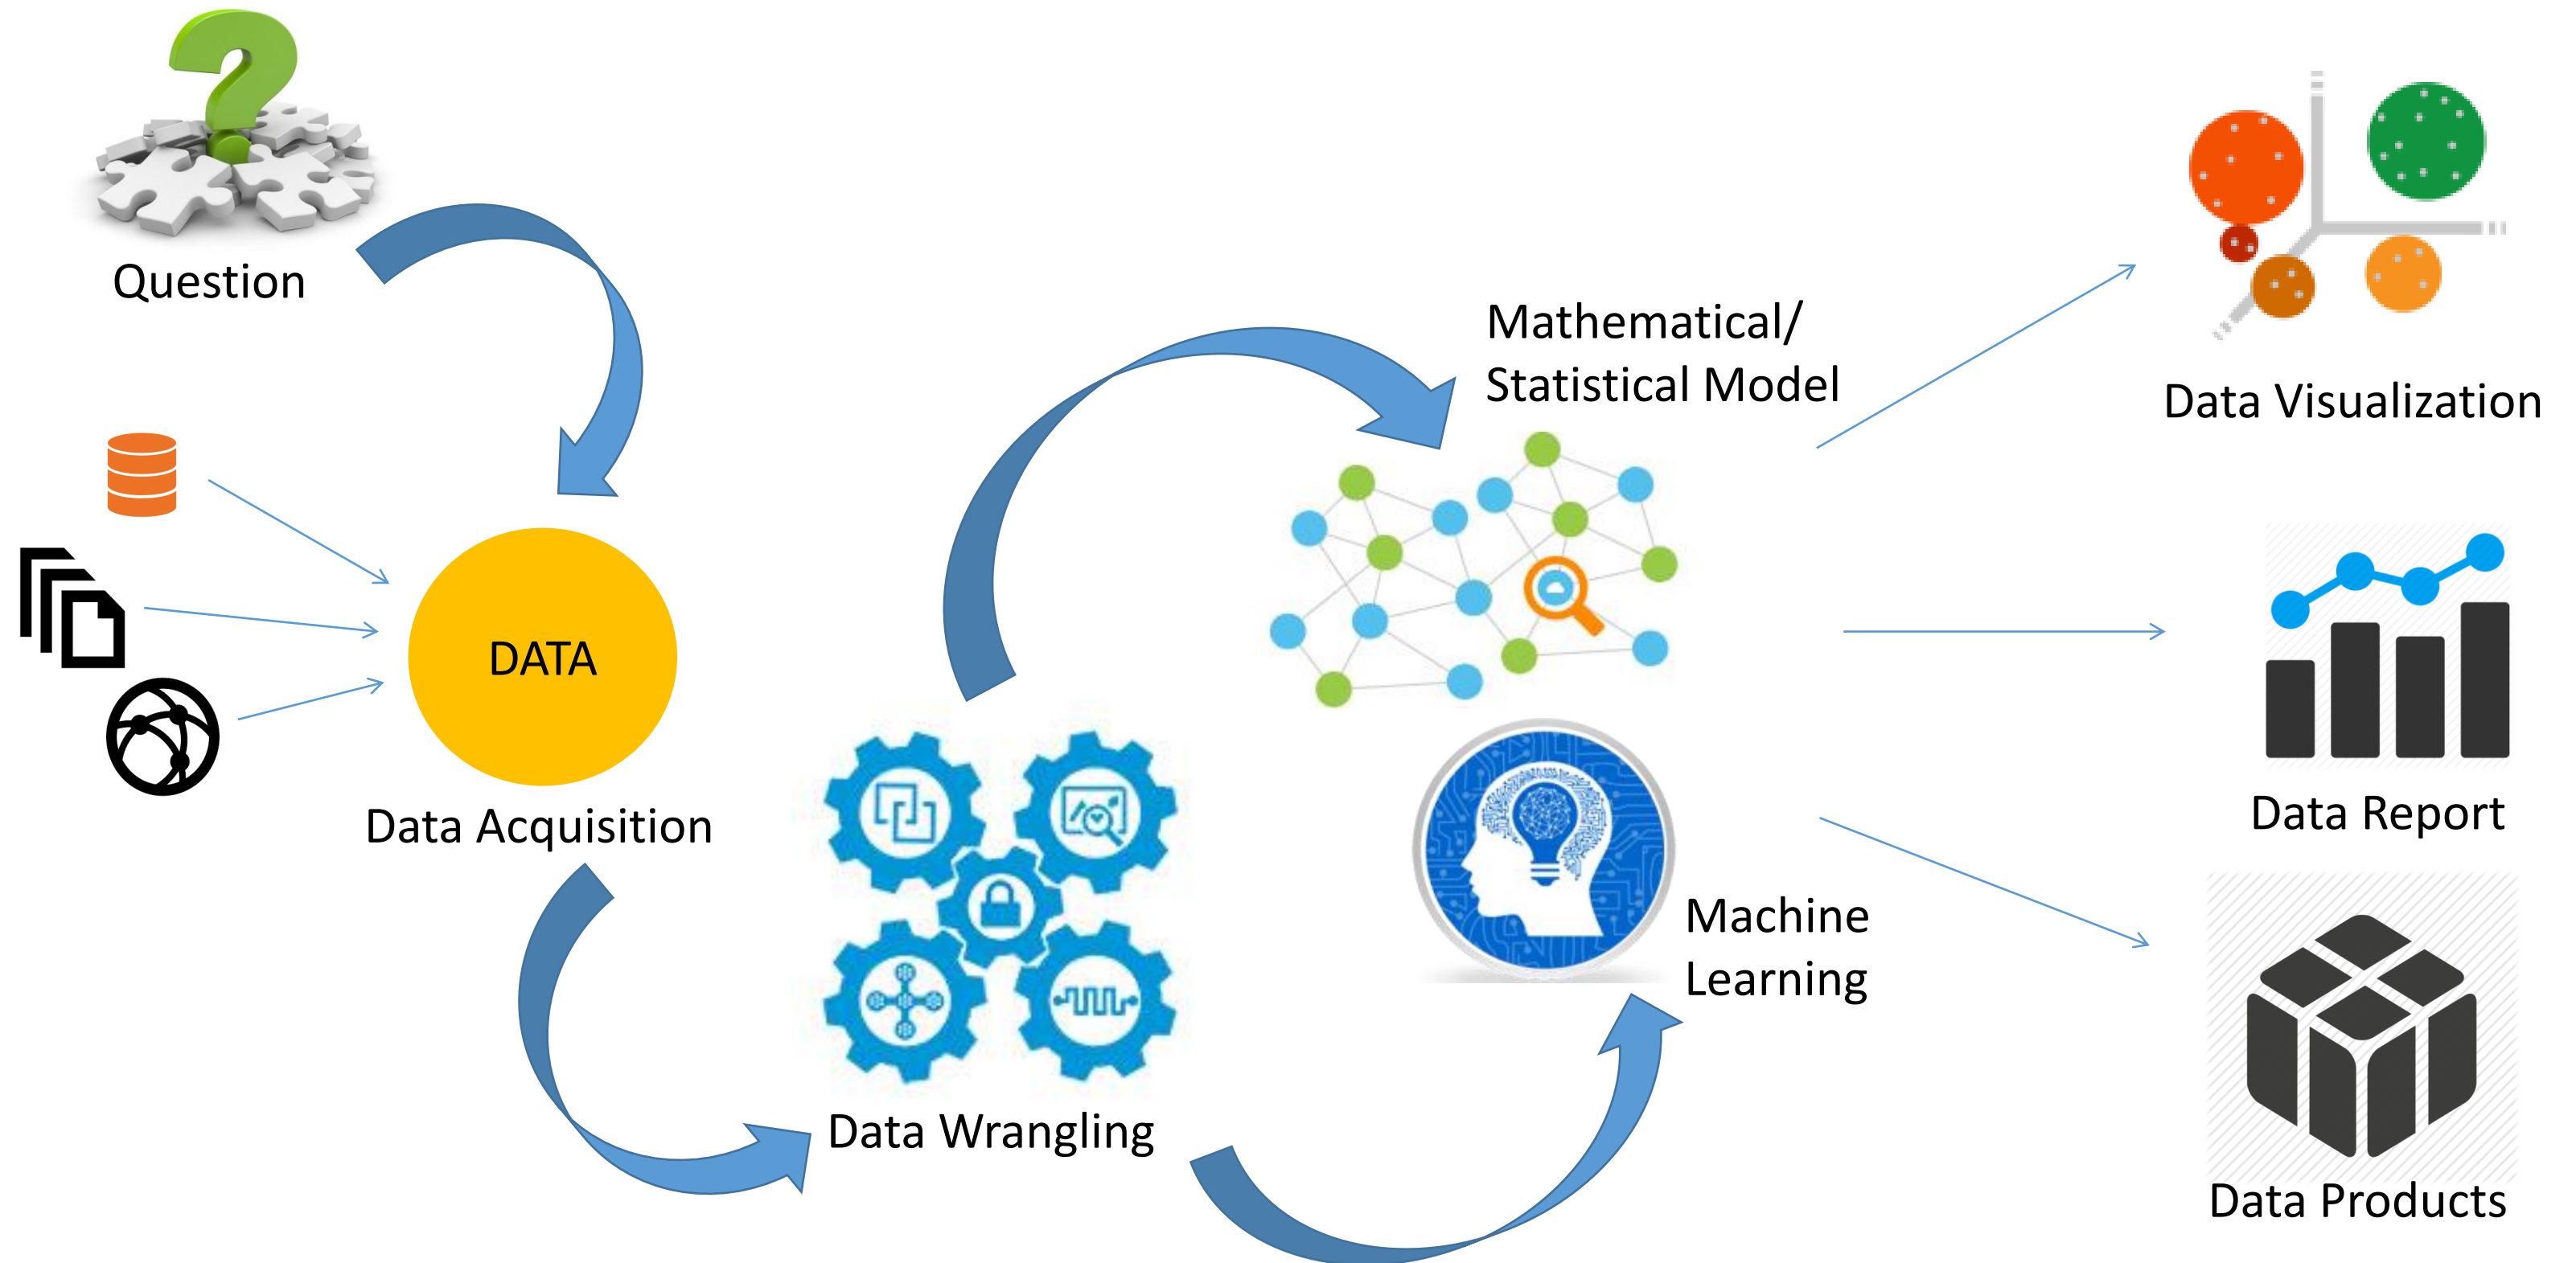 Question
DATA
Data Acquisition
Data Wrangling
Mathematical/
Statistical Model
Machine
Learning
Data Visualization
Data Report
Data Products